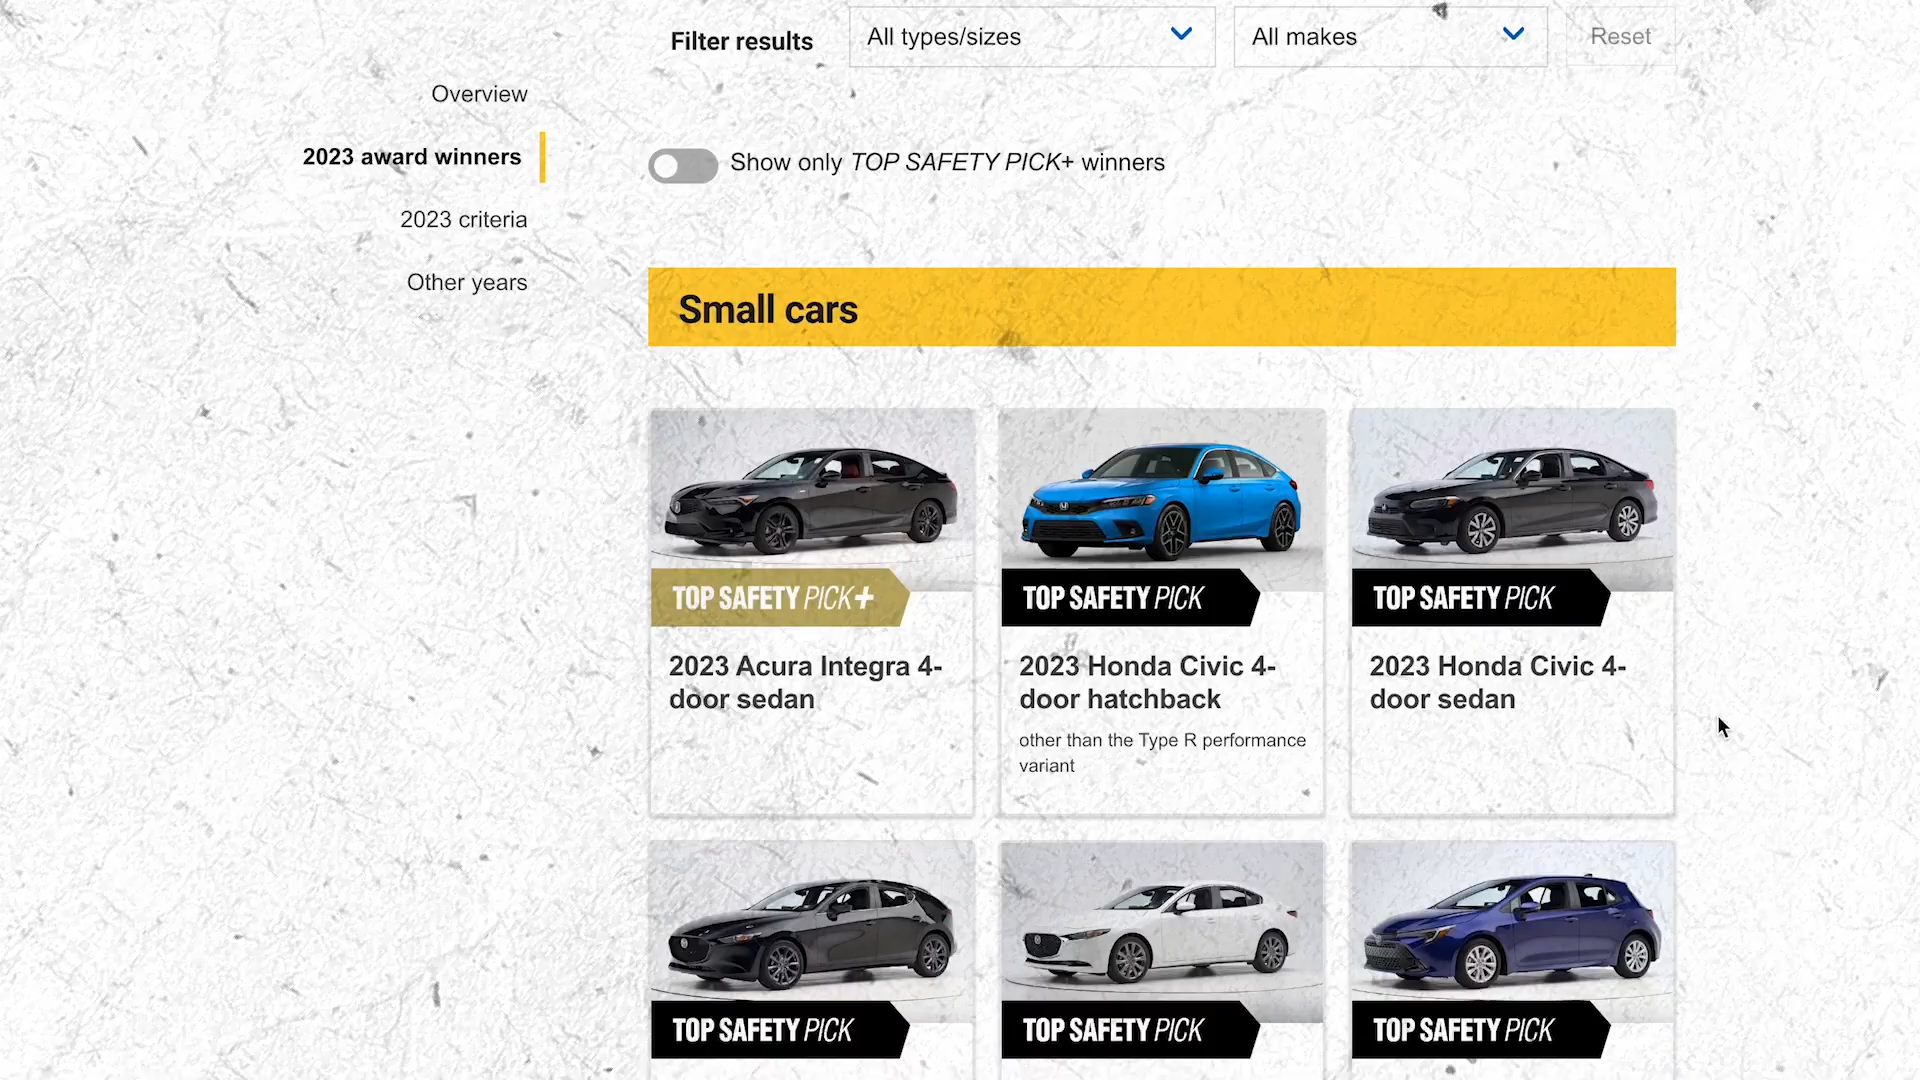 Filter results
All types/sizes
All makes
Reset
Overview
2023 award winners
2023 criteria
Other years
Show only TOP SAFETY PICK+ winners
Small cars
TOP SAFETY PICK+
2023 Acura Integra 4-
door sedan
TOP SAFETY PICK
2023 Honda Civic 4-
door hatchback
other than the Type R performance
variant
TOP SAFETY PICK
2023 Honda Civic 4-
door sedan
TOP SAFETY PICK
TOP SAFETY PICK
TOP SAFETY PICK